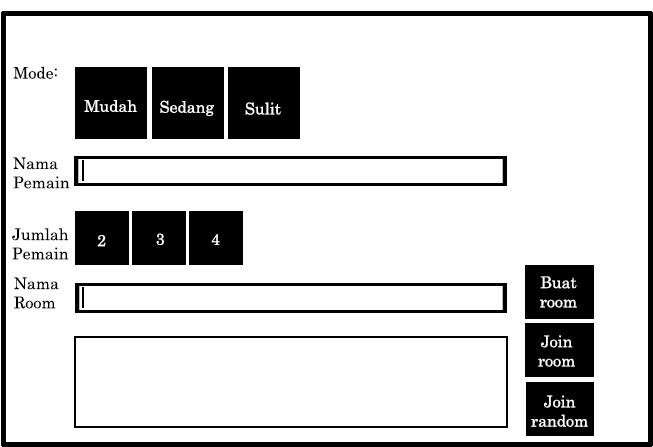 Mode:
Mudah
Sedang
Sulit
Nama
Pemain
Jumlah
Pemain
2
3
4
Nama
Room
Buat
room
Join
room
Join
random